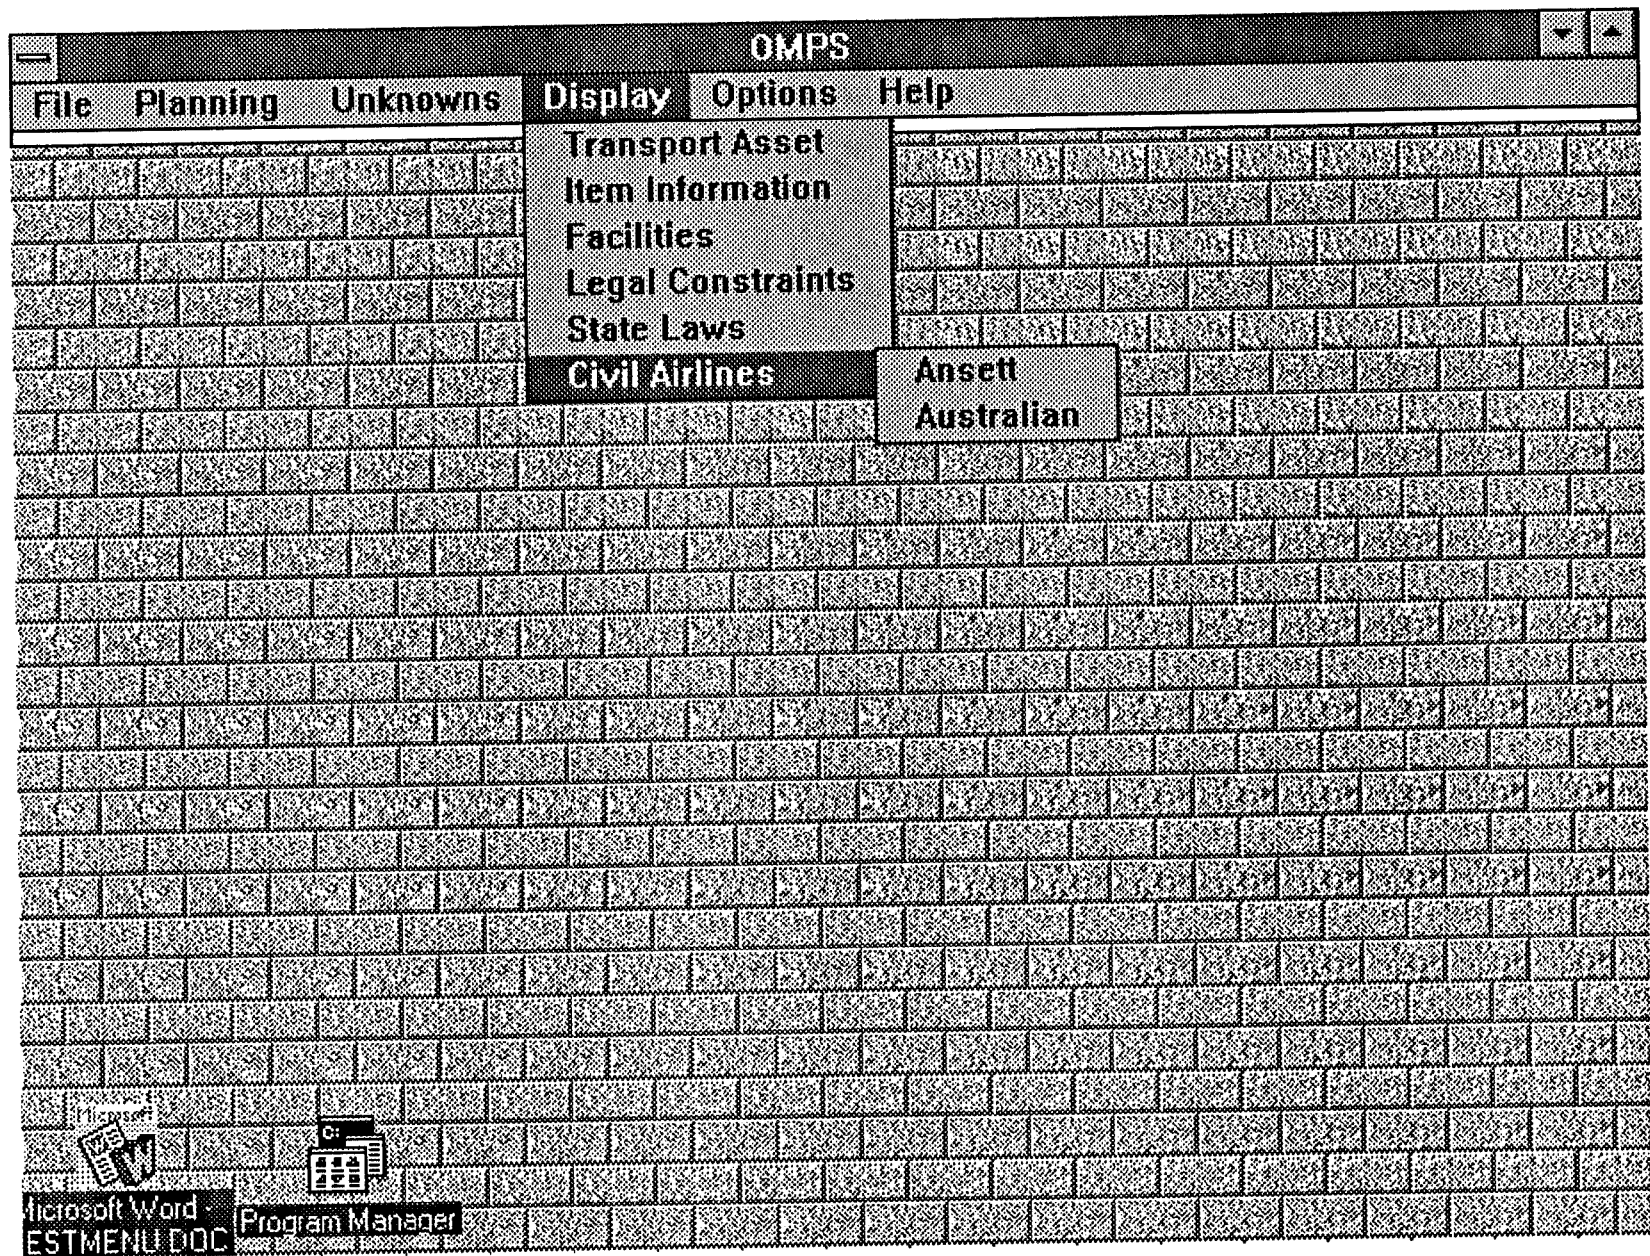 OMPS
File Planning Unknowns Display Options Help
Transport Asset
Item Information
Facilities
Legal Constraints
State Laws
Civil Airlines
Ansett
Australian
Microsoft
C:
Microsoft Word -
ESTMENU.DOC
Program Manager